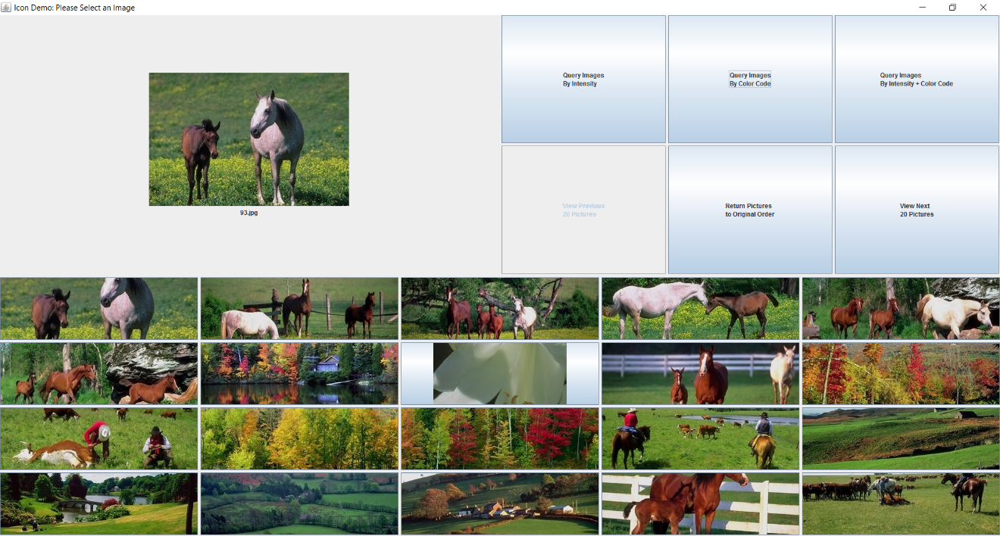 Icon Demo: Please Select an Image
Query Images
By Intensity
Query Images
By Color Code
Query Images
By Intensity + Color Code
93.jpg
View Previous
20 Pictures
Return Pictures
to Original Order
View Next
20 Pictures